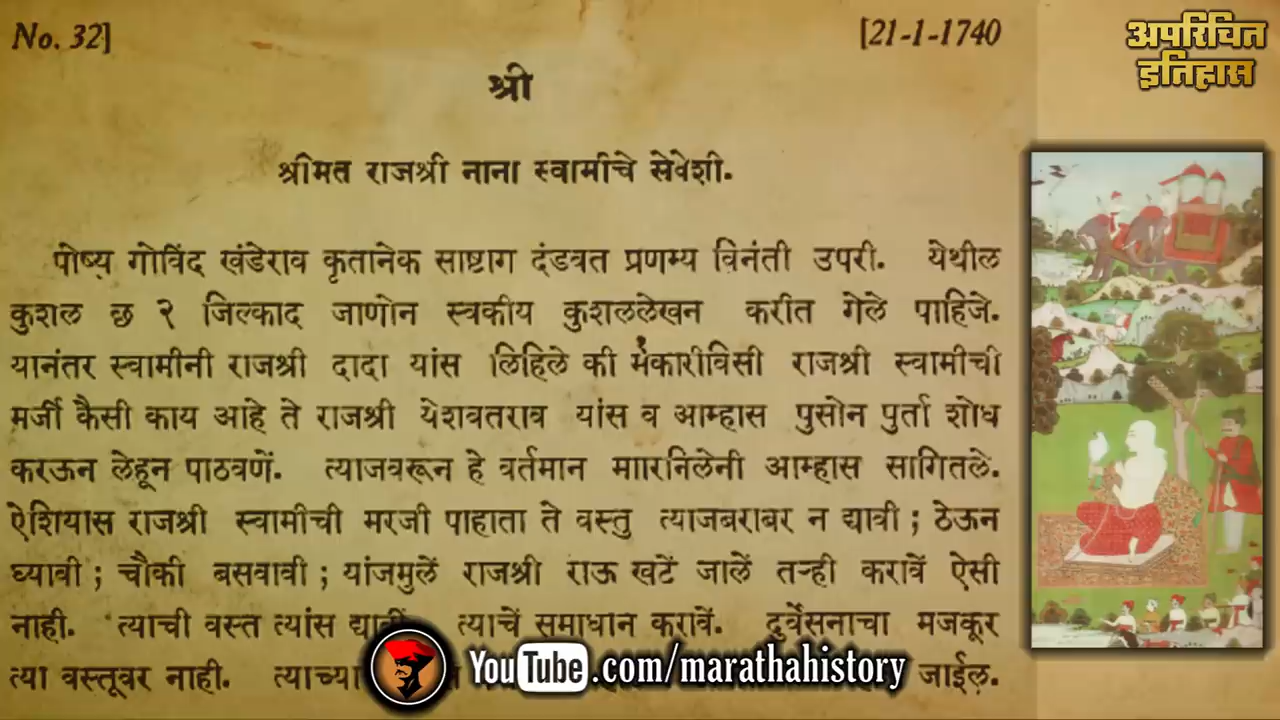 No. 32]
[21-1-1740
अपरिचित
इतिहास
श्री
श्रीमत राजश्री नाना स्वामीचे सेवेशी.
पोष्य गोविंद खंडेराव कृतानेक साष्टाग दंडवत प्रणम्य विनंती उपरी. येथील
कुशल छ २ जिल्काद जाणोन स्वकीय कुशललेखन करीत गेले पाहिजे.
यानंतर स्वामीनी राजश्री दादा यांस लिहिले की मेकारीविसी राजश्री स्वामीची
मर्जी कैसी काय आहे ते राजश्री येशवतराव यांस व आम्हास पुसोन पुर्ता शोध
करऊन लेहून पाठवणें. त्याजवरून हे वर्तमान माारनिलेनी आम्हास सागितले.
ऐशियास राजश्री स्वामीची मरजी पाहाता ते वस्तु त्याजबराबर न द्यावी ; ठेऊन
घ्यावी ; चौकी बसवावी ; यांजमुलें राजश्री राऊ खटें जालें तऱ्ही करावें ऐसी
नाही. त्याची वस्त त्यांस त्याचें समाधान करावें. दुर्वेसनाचा मजकूर
त्या वस्तूवर नाही. त्याच्या जाईल.
YouTube.com/marathahistory